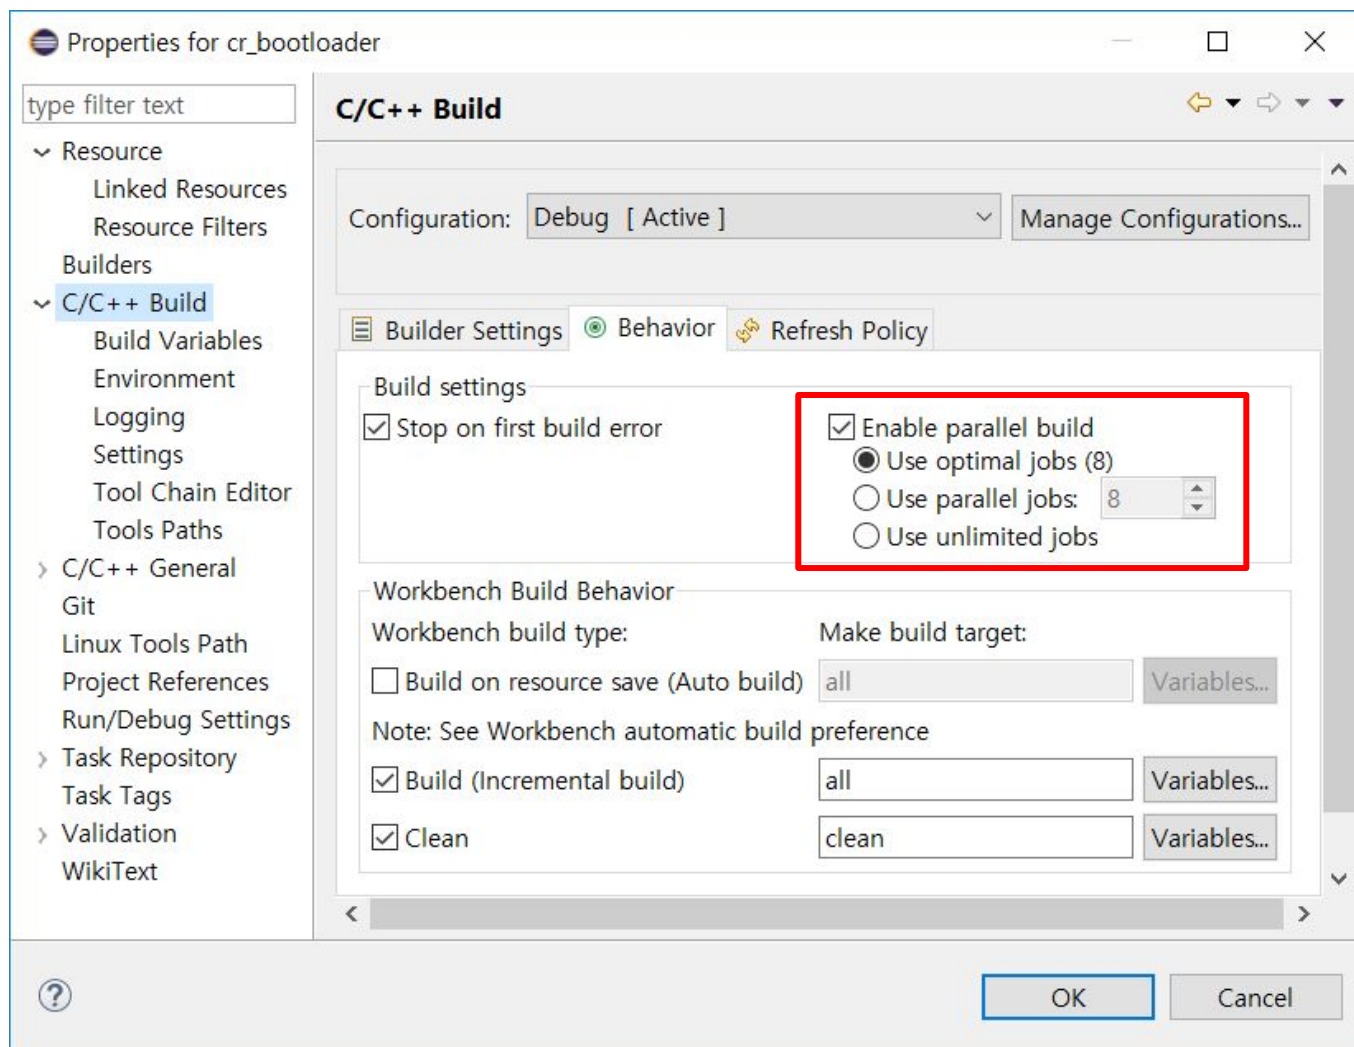 Properties for cr_bootloader
type filter text
Resource
Linked Resources
Resource Filters
Builders
C/C++ Build
Build Variables
Environment
Logging
Settings
Tool Chain Editor
Tools Paths
C/C++ General
Git
Linux Tools Path
Project References
Run/Debug Settings
Task Repository
Task Tags
Validation
WikiText
C/C++ Build
Configuration: Debug [ Active ] Manage Configurations...
Builder Settings Behavior Refresh Policy
Build settings
Stop on first build error
Enable parallel build
Use optimal jobs (8)
Use parallel jobs: 8
Use unlimited jobs
Workbench Build Behavior
Workbench build type: Make build target:
Build on resource save (Auto build) all Variables...
Note: See Workbench automatic build preference
Build (Incremental build) all Variables...
Clean clean Variables...
? OK Cancel